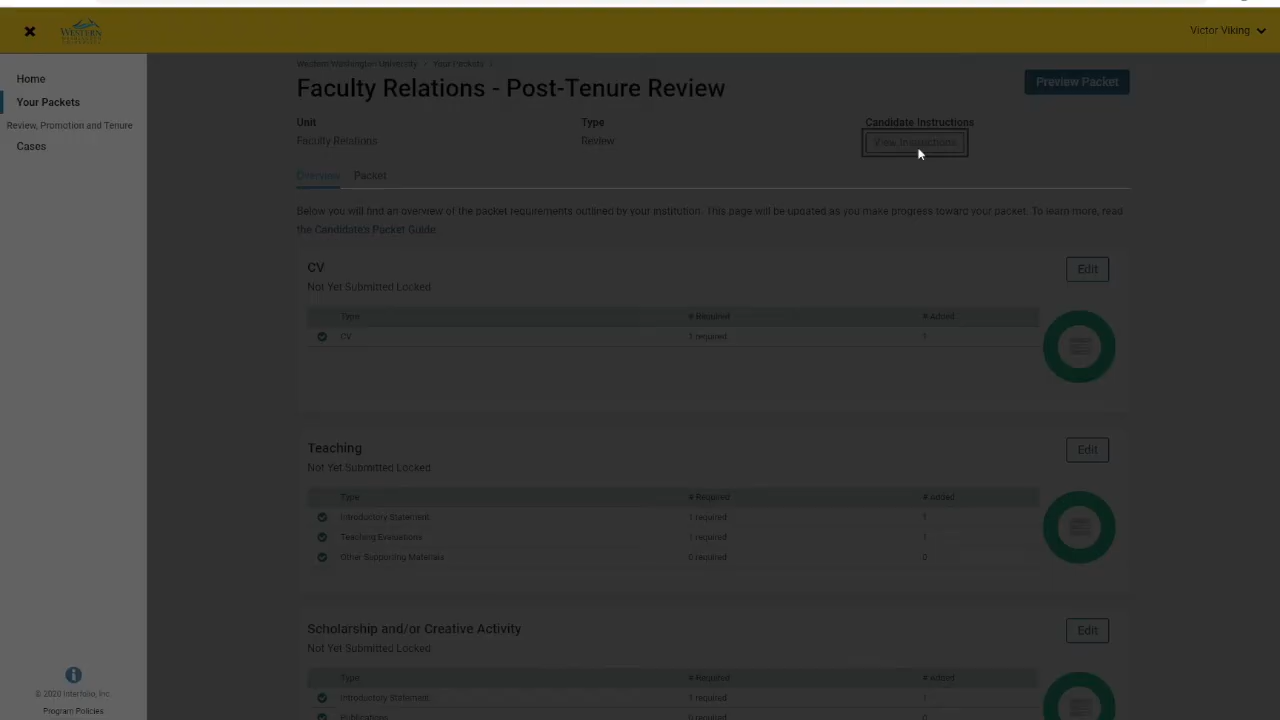 WESTERN
Victor Viking
Home
Your Packets
Review, Promotion and Tenure
Cases
© 2020 Interfolio, Inc.
Program Policies
Western Washington University > Your Packets >
Faculty Relations - Post-Tenure Review
Preview Packet
Unit
Type
Candidate Instructions
Faculty Relations
Review
View Instructions
Overview
Packet
Below you will find an overview of the packet requirements outlined by your institution. This page will be updated as you make progress toward your packet. To learn more, read
the Candidate's Packet Guide.
CV
Edit
Not Yet Submitted Locked
Type # Required # Added
CV 1 required 1
Teaching
Edit
Not Yet Submitted Locked
Type # Required # Added
Introductory Statement 1 required 1
Teaching Evaluations 1 required 1
Other Supporting Materials 0 required 0
Scholarship and/or Creative Activity
Edit
Not Yet Submitted Locked
Type # Required # Added
Introductory Statement 1 required 1
Publications 0 required 0